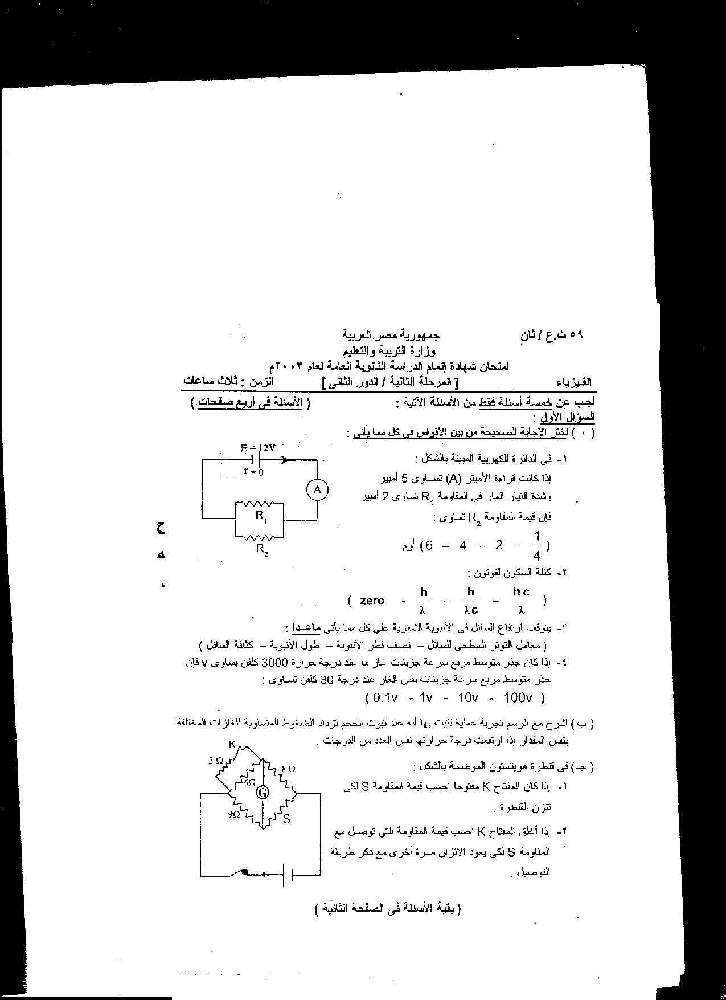 ٥٩ ث.ع / ثان
جمهورية مصر العربية
وزارة التربية والتعليم
امتحان شهادة إتمام الدراسة الثانوية العامة لعام ٢٠٠٣م
الفيزياء [ المرحلة الثانية / الدور الثانى ] الزمن : ثلاث ساعات
أجب عن خمسة أسئلة فقط من الأسئلة الآتية : ( الأسئلة فى أربع صفحات )
السؤال الأول :
( أ ) اختر الإجابة الصحيحة من بين الأقواس فى كل مما يأتى :
١- فى الدائرة الكهربية المبينة بالشكل :
إذا كانت قراءة الأميتر (A) تساوى 5 أمبير
وشدة التيار المار فى المقاومة R1 تساوى 2 أمبير
فإن قيمة المقاومة R2 تساوى :
( 1/4 – 2 – 4 – 6) أوم
E = 12V
r = 0
A
R1
R2
ح
٢- كتلة السكون لفوتون :
( zero - h/λ – h/λc – hc/λ )
٣- يتوقف ارتفاع السائل فى الأنبوبة الشعرية على كل مما يأتى ماعدا :
( معامل التوتر السطحى للسائل – نصف قطر الأنبوبة – طول الأنبوبة – كثافة السائل )
٤- إذا كان جذر متوسط مربع سرعة جزيئات غاز ما عند درجة حرارة 3000 كلفن يساوى v فإن
جذر متوسط مربع سرعة جزيئات نفس الغاز عند درجة 30 كلفن تساوى :
( 0.1v - 1v - 10v - 100v )
( ب ) اشرح مع الرسم تجربة عملية نثبت بها أنه عند ثبوت الحجم تزداد الضغوط المتساوية للغازات المختلفة
بنفس المقدار إذا ارتفعت درجة حرارتها نفس العدد من الدرجات .
( جـ ) فى قنطرة هويتستون الموضحة بالشكل :
١- إذا كان المفتاح K مفتوحا احسب قيمة المقاومة S لكى
تتزن القنطرة .
٢- إذا أغلق المفتاح K احسب قيمة المقاومة التى توصل مع
المقاومة S لكى يعود الاتزان مرة أخرى مع ذكر طريقة
التوصيل .
K
3 Ω
8 Ω
6Ω
G
9Ω
S
( بقية الأسئلة فى الصفحة الثانية )